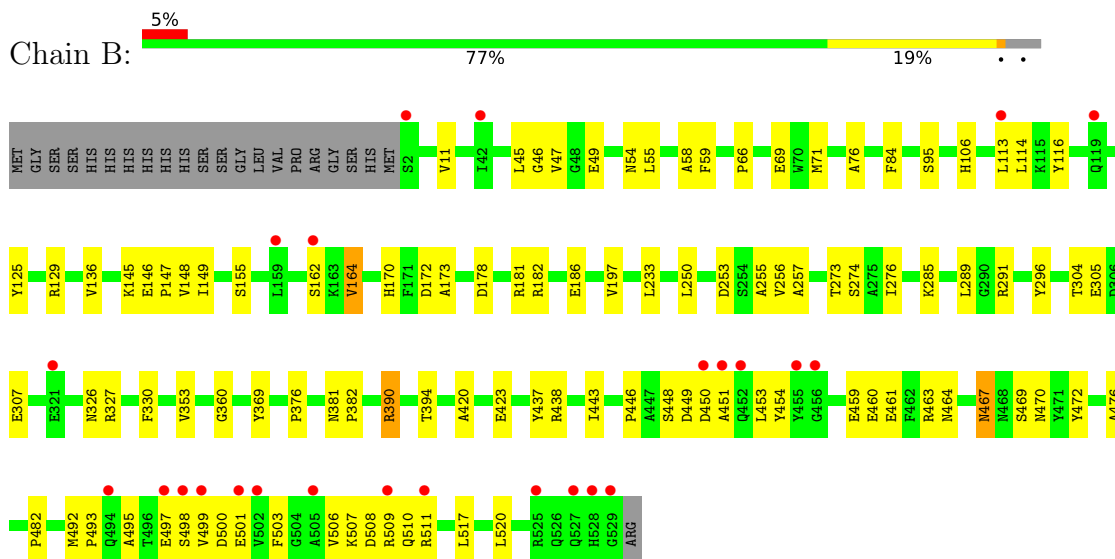 5%
Chain B:
77% 19% • •
MET GLY SER SER HIS HIS HIS HIS HIS HIS SER SER GLY LEU VAL PRO ARG GLY SER HIS MET S2 V11 I42 L45 G46 V47 G48 E49 N54 L55 A58 F59 P66 E69 W70 M71 A76 F84 S95 H106 L113 L114 K115 Y116 Q119
Y125 R129 V136 K145 E146 P147 V148 I149 S155 L159 S162 K163 V164 H170 F171 D172 A173 D178 R181 R182 E186 V197 L233 L250 D253 S254 A255 V256 A257 T273 S274 A275 I276 K285 L289 G290 R291 Y296 T304 E305 D306
E307 E321 N326 R327 F330 V353 G360 Y369 P376 N381 P382 R390 T394 A420 E423 Y437 R438 I443 P446 A447 S448 D449 D450 A451 Q452 L453 Y454 Y455 G456 E459 E460 E461 F462 R463 N464 N467 N468 S469 N470 Y471 Y472 A476
P482 M492 P493 Q494 A495 T496 E497 S498 V499 D500 E501 V502 F503 G504 A505 V506 K507 D508 R509 Q510 R511 L517 L520 R525 Q526 Q527 H528 G529 ARG